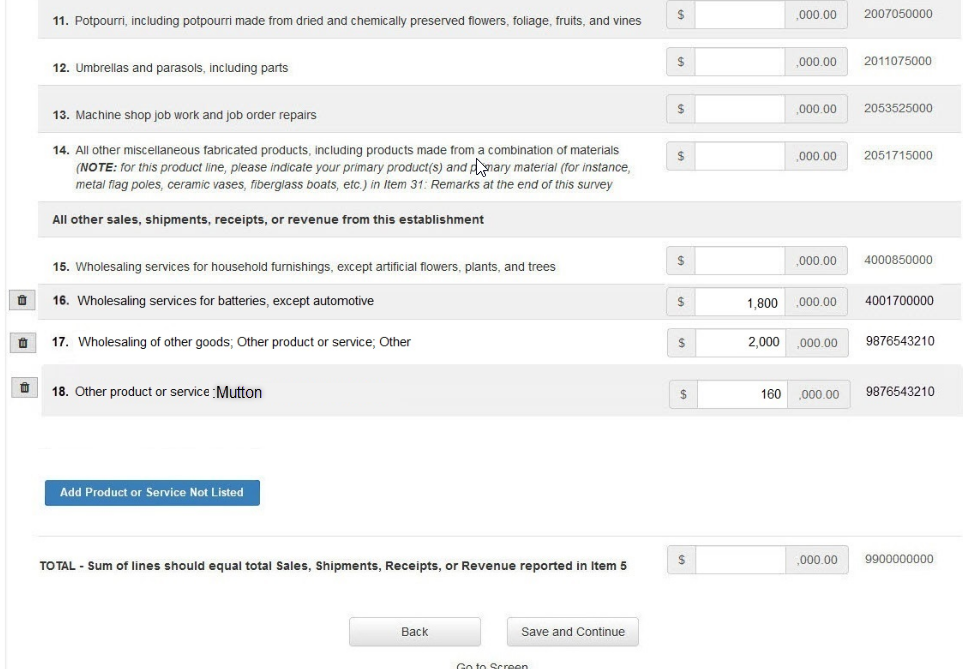 11. Potpourri, including potpourri made from dried and chemically preserved flowers, foliage, fruits, and vines $ ,000.00 2007050000
12. Umbrellas and parasols, including parts $ ,000.00 2011075000
13. Machine shop job work and job order repairs $ ,000.00 2053525000
14. All other miscellaneous fabricated products, including products made from a combination of materials $ ,000.00 2051715000
(NOTE: for this product line, please indicate your primary product(s) and primary material (for instance,
metal flag poles, ceramic vases, fiberglass boats, etc.) in Item 31: Remarks at the end of this survey
All other sales, shipments, receipts, or revenue from this establishment
15. Wholesaling services for household furnishings, except artificial flowers, plants, and trees $ ,000.00 4000850000
16. Wholesaling services for batteries, except automotive $ 1,800 ,000.00 4001700000
17. Wholesaling of other goods; Other product or service; Other $ 2,000 ,000.00 9876543210
18. Other product or service :Mutton $ 160 ,000.00 9876543210
Add Product or Service Not Listed
TOTAL - Sum of lines should equal total Sales, Shipments, Receipts, or Revenue reported in Item 5 $ ,000.00 9900000000
Back Save and Continue
Go to Screen